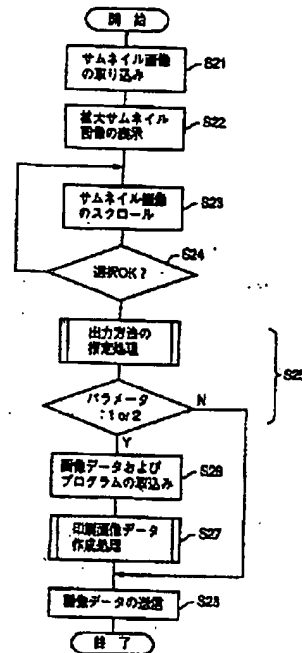 開始
サムネイル画像
の取り込み
S21
拡大サムネイル
画像の表示
S22
サムネイル画像
のスクロール
S23
S24
選択OK?
出力方法の
指定処理
S25
パラメータ
:1or2
N
Y
画像データおよび
プログラムの取込み
S26
印刷画像データ
作成処理
S27
画像データの送信
S28
終了